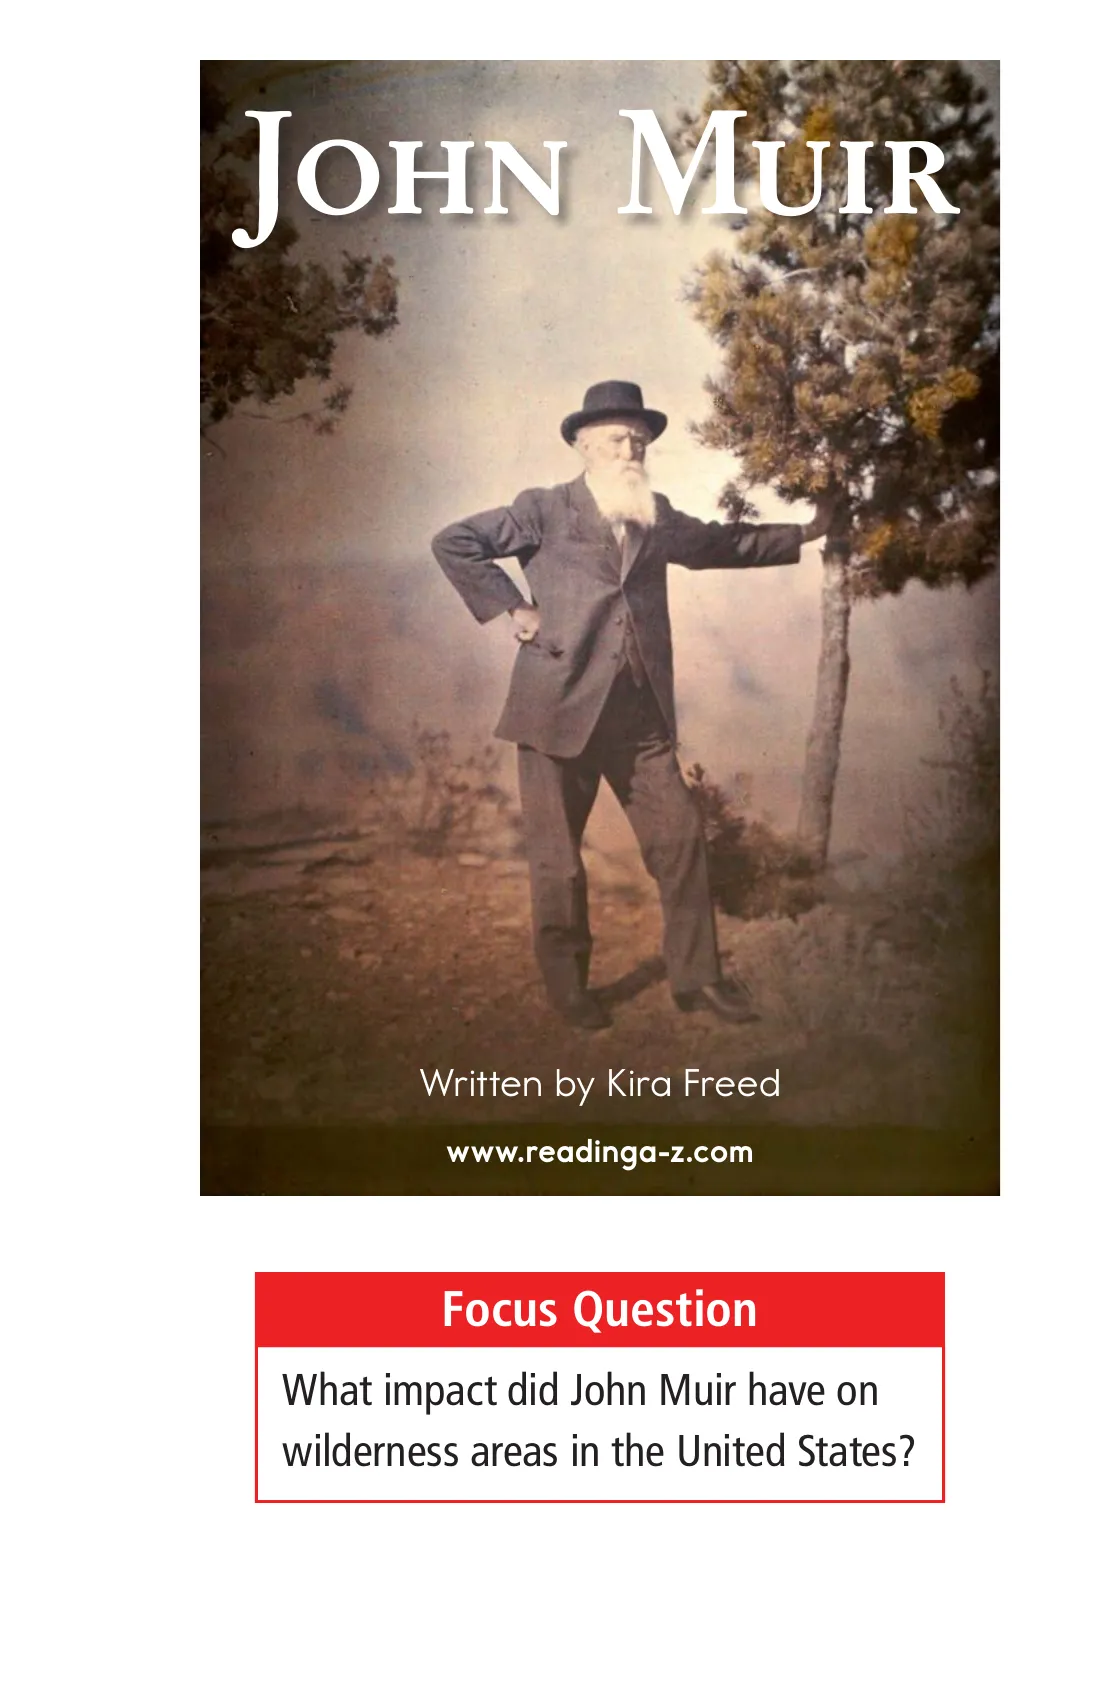 John Muir
Written by Kira Freed
www.readinga-z.com
Focus Question
What impact did John Muir have on
wilderness areas in the United States?